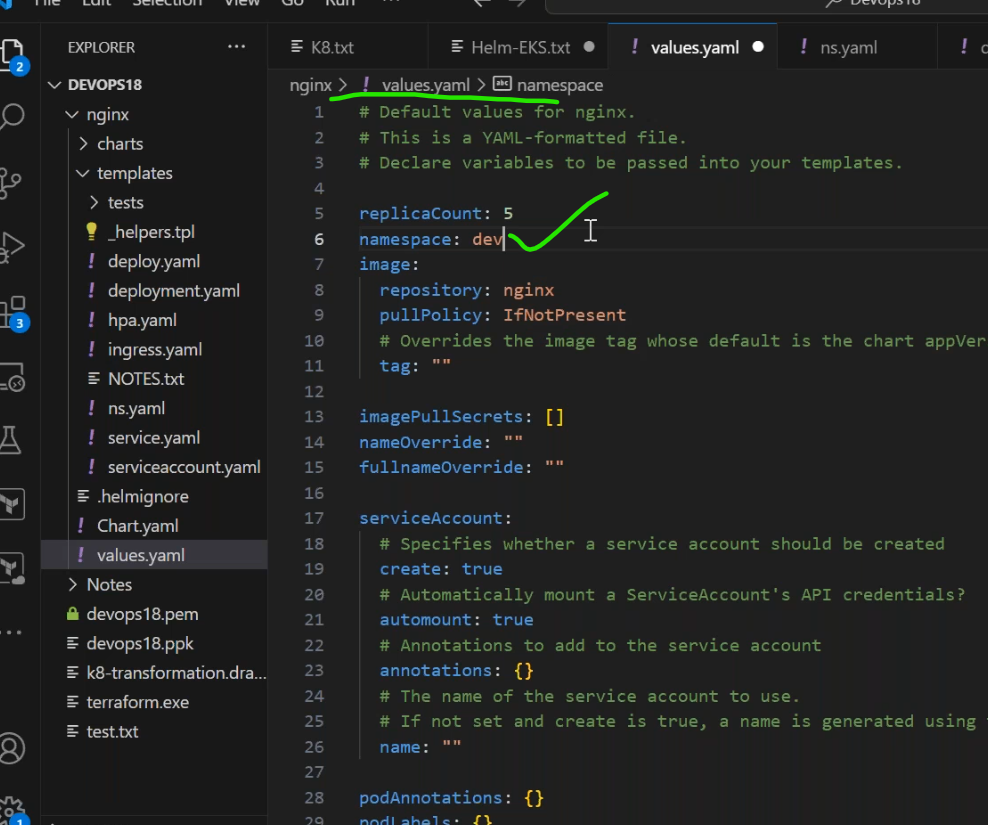 File Edit Selection View Go Run ...
Devops18
EXPLORER ...
K8.txt
Helm-EKS.txt
values.yaml
ns.yaml
nginx > values.yaml > abc namespace
DEVOPS18
nginx
charts
templates
tests
_helpers.tpl
deploy.yaml
deployment.yaml
hpa.yaml
ingress.yaml
NOTES.txt
ns.yaml
service.yaml
serviceaccount.yaml
.helmignore
Chart.yaml
values.yaml
Notes
devops18.pem
devops18.ppk
k8-transformation.dra...
terraform.exe
test.txt
2
3
1
1 # Default values for nginx.
2 # This is a YAML-formatted file.
3 # Declare variables to be passed into your templates.
4
5 replicaCount: 5
6 namespace: dev
7 image:
8 repository: nginx
9 pullPolicy: IfNotPresent
10 # Overrides the image tag whose default is the chart appVer
11 tag: ""
12
13 imagePullSecrets: []
14 nameOverride: ""
15 fullnameOverride: ""
16
17 serviceAccount:
18 # Specifies whether a service account should be created
19 create: true
20 # Automatically mount a ServiceAccount's API credentials?
21 automount: true
22 # Annotations to add to the service account
23 annotations: {}
24 # The name of the service account to use.
25 # If not set and create is true, a name is generated using
26 name: ""
27
28 podAnnotations: {}
29 podLabels: {}